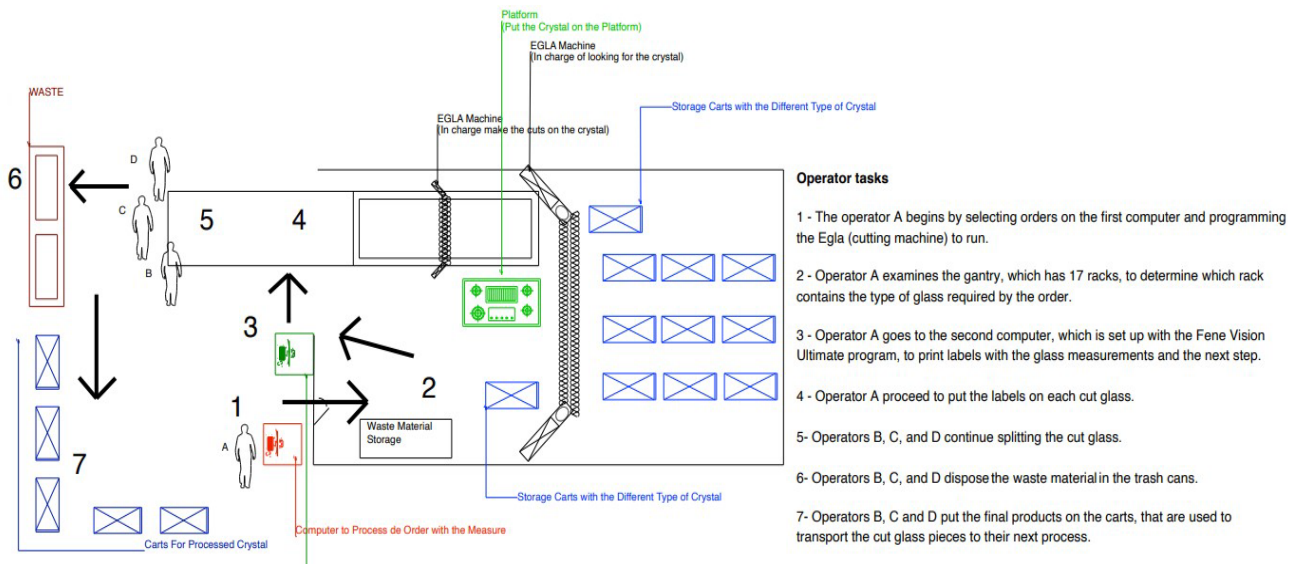 Platform
(Put the Crystal on the Platform)
EGLA Machine
(In charge of looking for the crystal)
WASTE
Storage Carts with the Different Type of Crystal
EGLA Machine
(In charge make the cuts on the crystal)
D
6
C
5
4
B
3
2
1
A
Waste Material
Storage
7
Storage Carts with the Different Type of Crystal
Computer to Process de Order with the Measure
Carts For Processed Crystal
Operator tasks
1 - The operator A begins by selecting orders on the first computer and programming
the Egla (cutting machine) to run.
2 - Operator A examines the gantry, which has 17 racks, to determine which rack
contains the type of glass required by the order.
3 - Operator A goes to the second computer, which is set up with the Fene Vision
Ultimate program, to print labels with the glass measurements and the next step.
4 - Operator A proceed to put the labels on each cut glass.
5- Operators B, C, and D continue splitting the cut glass.
6- Operators B, C, and D dispose the waste material in the trash cans.
7- Operators B, C and D put the final products on the carts, that are used to
transport the cut glass pieces to their next process.